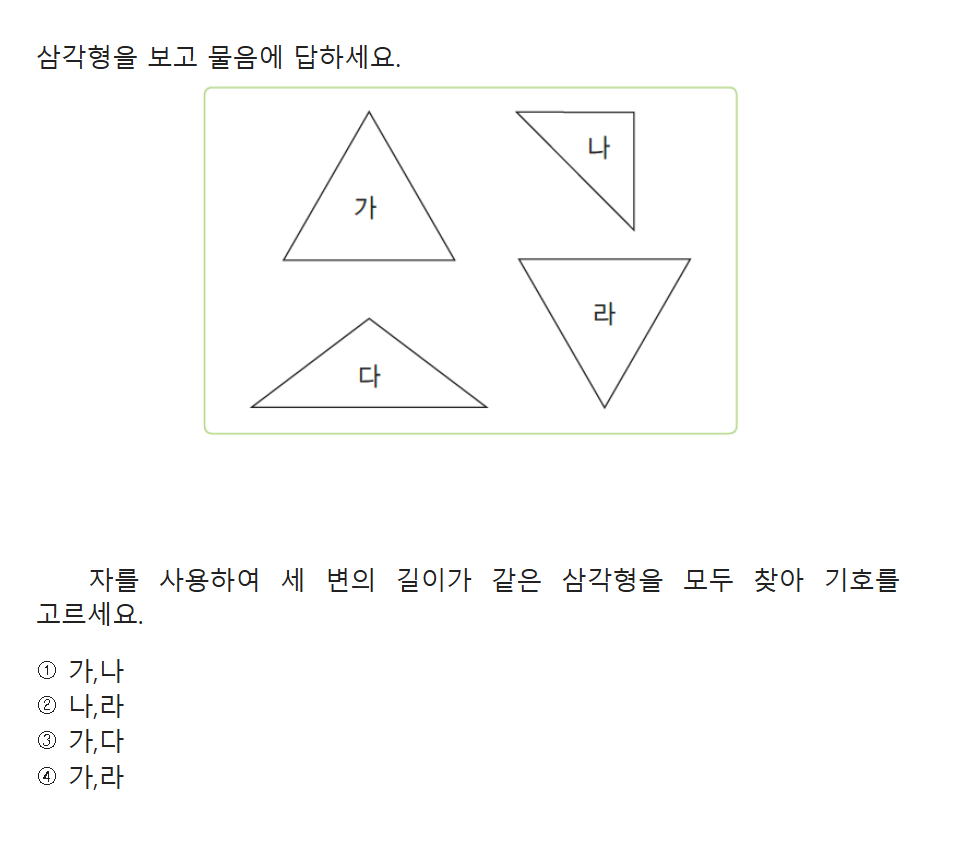 삼각형을 보고 물음에 답하세요.
가
나
다
라
자를 사용하여 세 변의 길이가 같은 삼각형을 모두 찾아 기호를
고르세요.
① 가,나
② 나,라
③ 가,다
④ 가,라